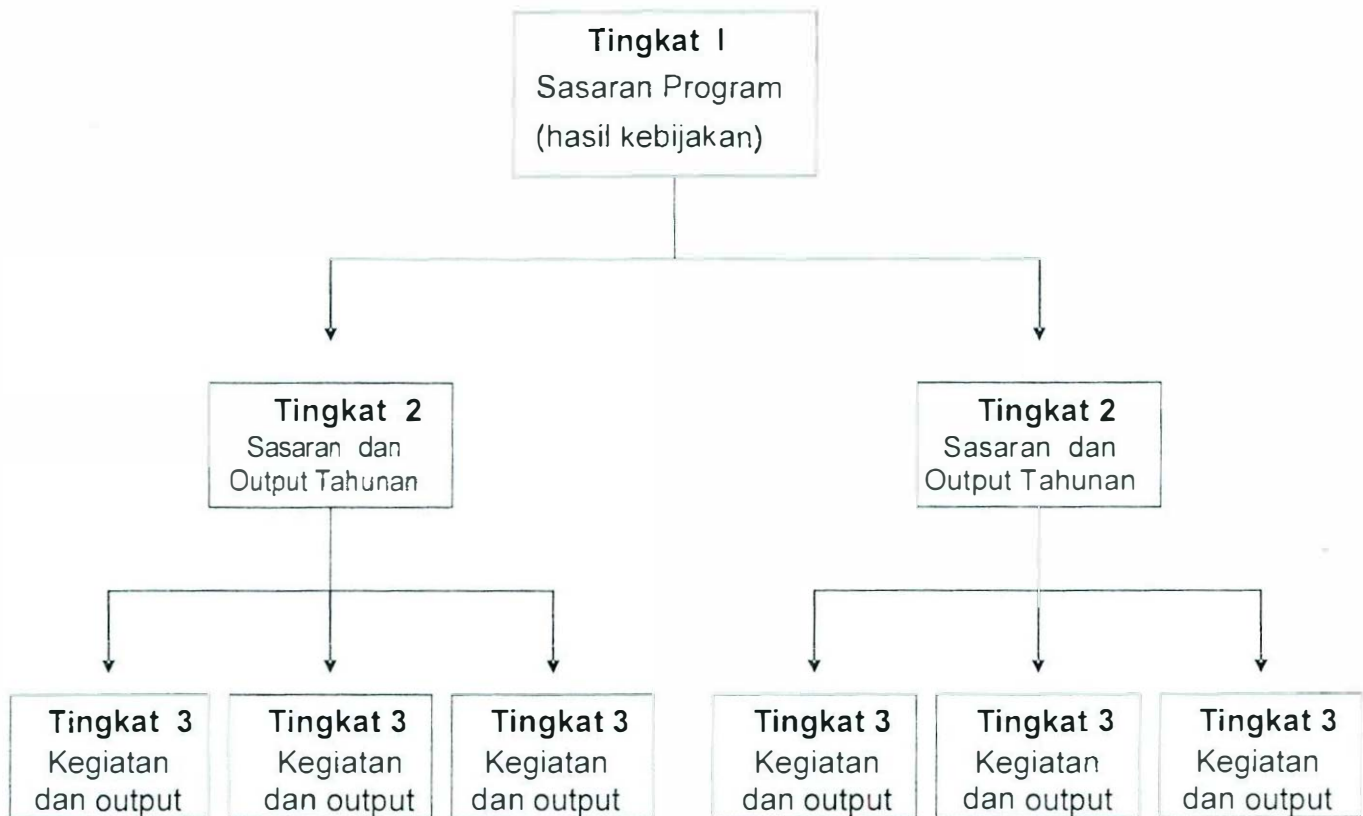 Tingkat I
Sasaran Program
(hasil kebijakan)
Tingkat 2
Sasaran dan
Output Tahunan
Tingkat 2
Sasaran dan
Output Tahunan
Tingkat 3
Kegiatan
dan output
Tingkat 3
Kegiatan
dan output
Tingkat 3
Kegiatan
dan output
Tingkat 3
Kegiatan
dan output
Tingkat 3
Kegiatan
dan output
Tingkat 3
Kegiatan
dan output